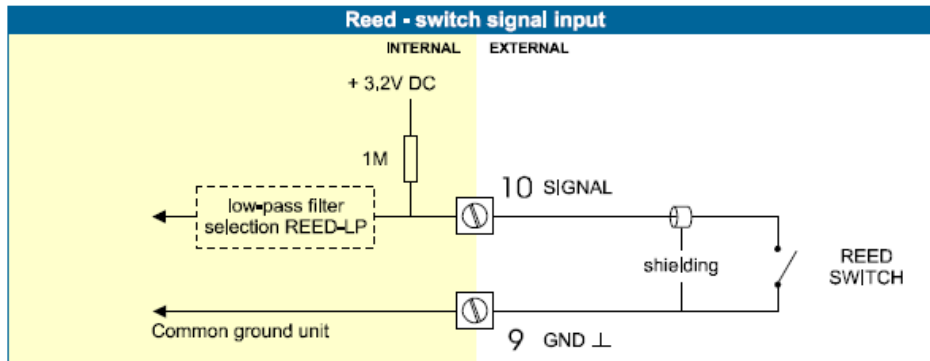 Reed - switch signal input
INTERNAL EXTERNAL
+ 3,2V DC
1M
10 SIGNAL
low-pass filter
selection REED-LP
shielding
REED
SWITCH
Common ground unit
9 GND ⊥